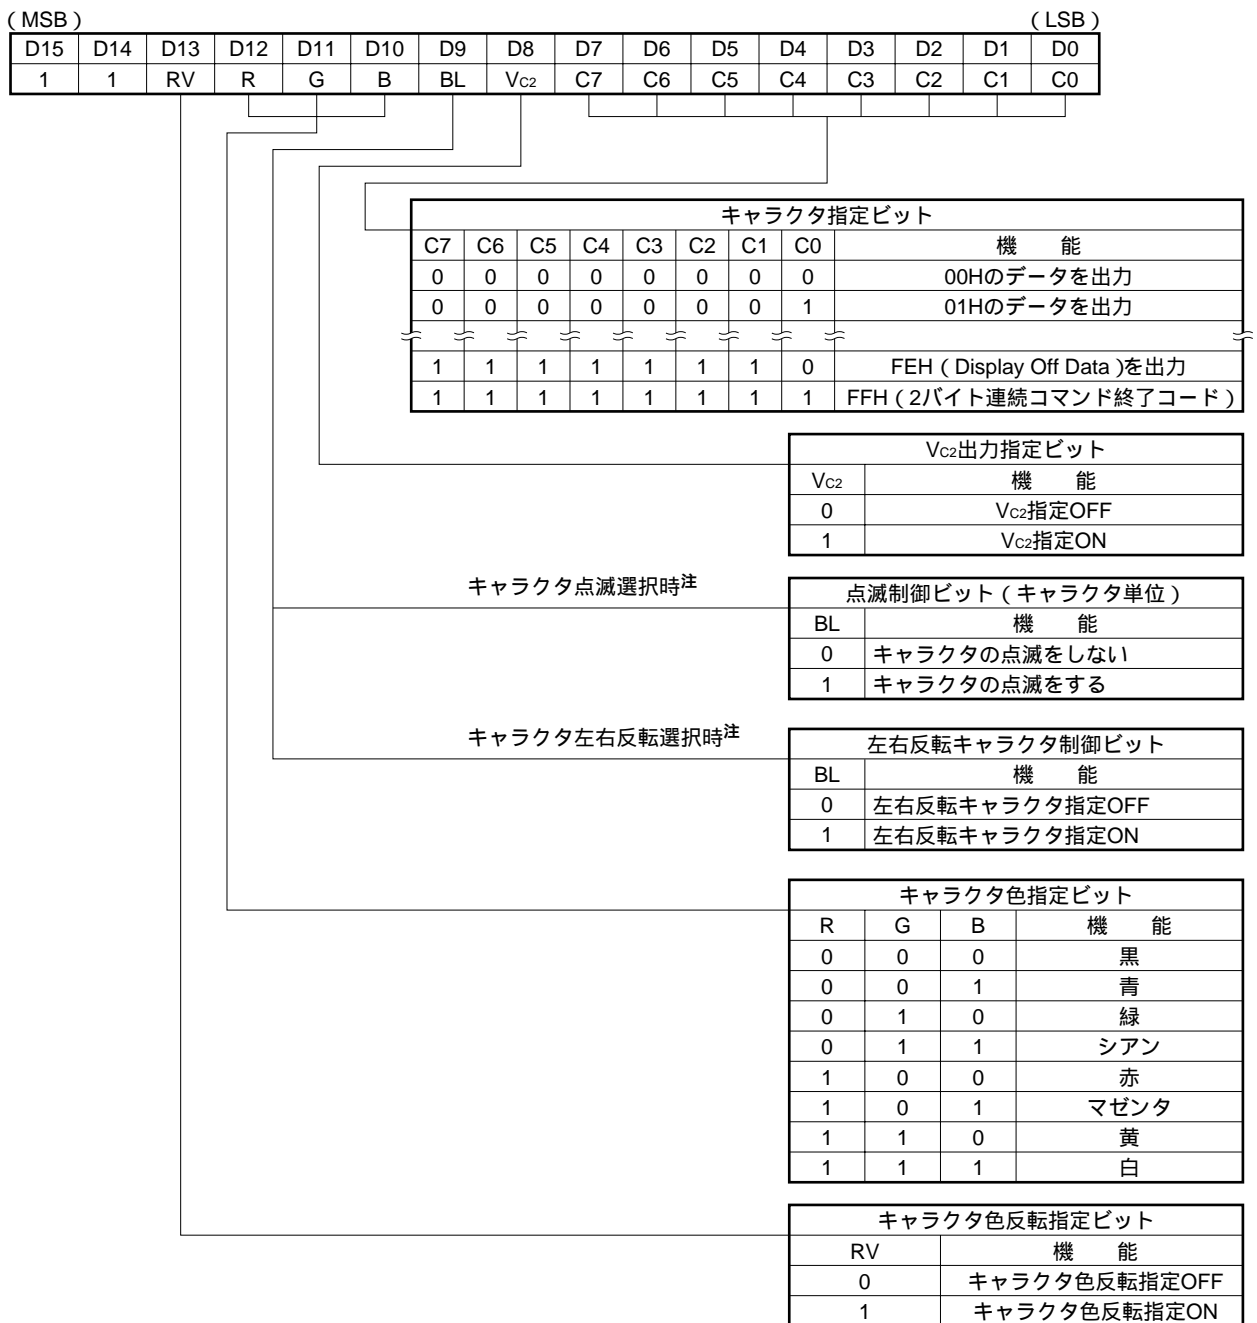 (MSB) (LSB)
D15 D14 D13 D12 D11 D10 D9 D8 D7 D6 D5 D4 D3 D2 D1 D0
1 1 RV R G B BL VC2 C7 C6 C5 C4 C3 C2 C1 C0
キャラクタ指定ビット
C7 C6 C5 C4 C3 C2 C1 C0 機 能
0 0 0 0 0 0 0 0 00Hのデータを出力
0 0 0 0 0 0 0 1 01Hのデータを出力
1 1 1 1 1 1 1 0 FEH(Display Off Data)を出力
1 1 1 1 1 1 1 1 FFH(2バイト連続コマンド終了コード)
VC2出力指定ビット
VC2 機 能
0 VC2指定OFF
1 VC2指定ON
キャラクタ点滅選択時注
点滅制御ビット(キャラクタ単位)
BL 機 能
0 キャラクタの点滅をしない
1 キャラクタの点滅をする
キャラクタ左右反転選択時注
左右反転キャラクタ制御ビット
BL 機 能
0 左右反転キャラクタ指定OFF
1 左右反転キャラクタ指定ON
キャラクタ色指定ビット
R G B 機 能
0 0 0 黒
0 0 1 青
0 1 0 緑
0 1 1 シアン
1 0 0 赤
1 0 1 マゼンタ
1 1 0 黄
1 1 1 白
キャラクタ色反転指定ビット
RV 機 能
0 キャラクタ色反転指定OFF
1 キャラクタ色反転指定ON